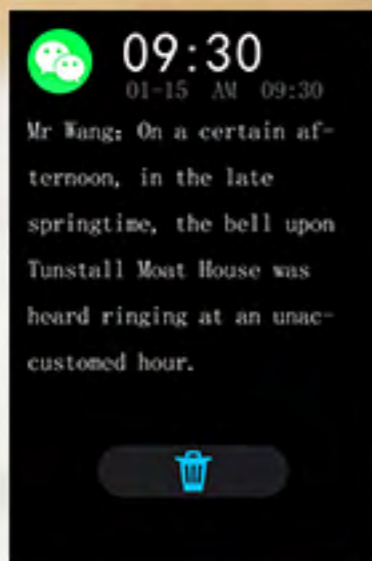 09:30
01-15 AM 09:30
Mr Wang: On a certain af-
ternoon, in the late
springtime, the bell upon
Tunstall Moat House was
heard ringing at an unac-
customed hour.